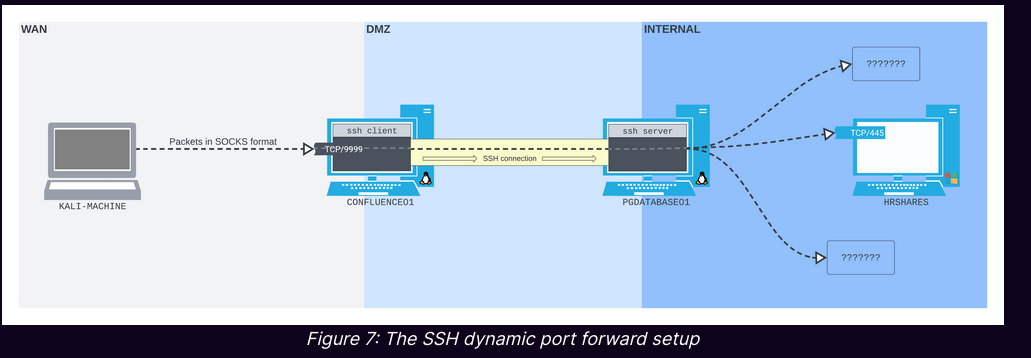 WAN
DMZ
INTERNAL
???????
ssh client
ssh server
Packets in SOCKS format
TCP/9999
TCP/445
SSH connection
KALI-MACHINE
CONFLUENCE01
PGDATABASE01
HRSHARES
???????
Figure 7: The SSH dynamic port forward setup